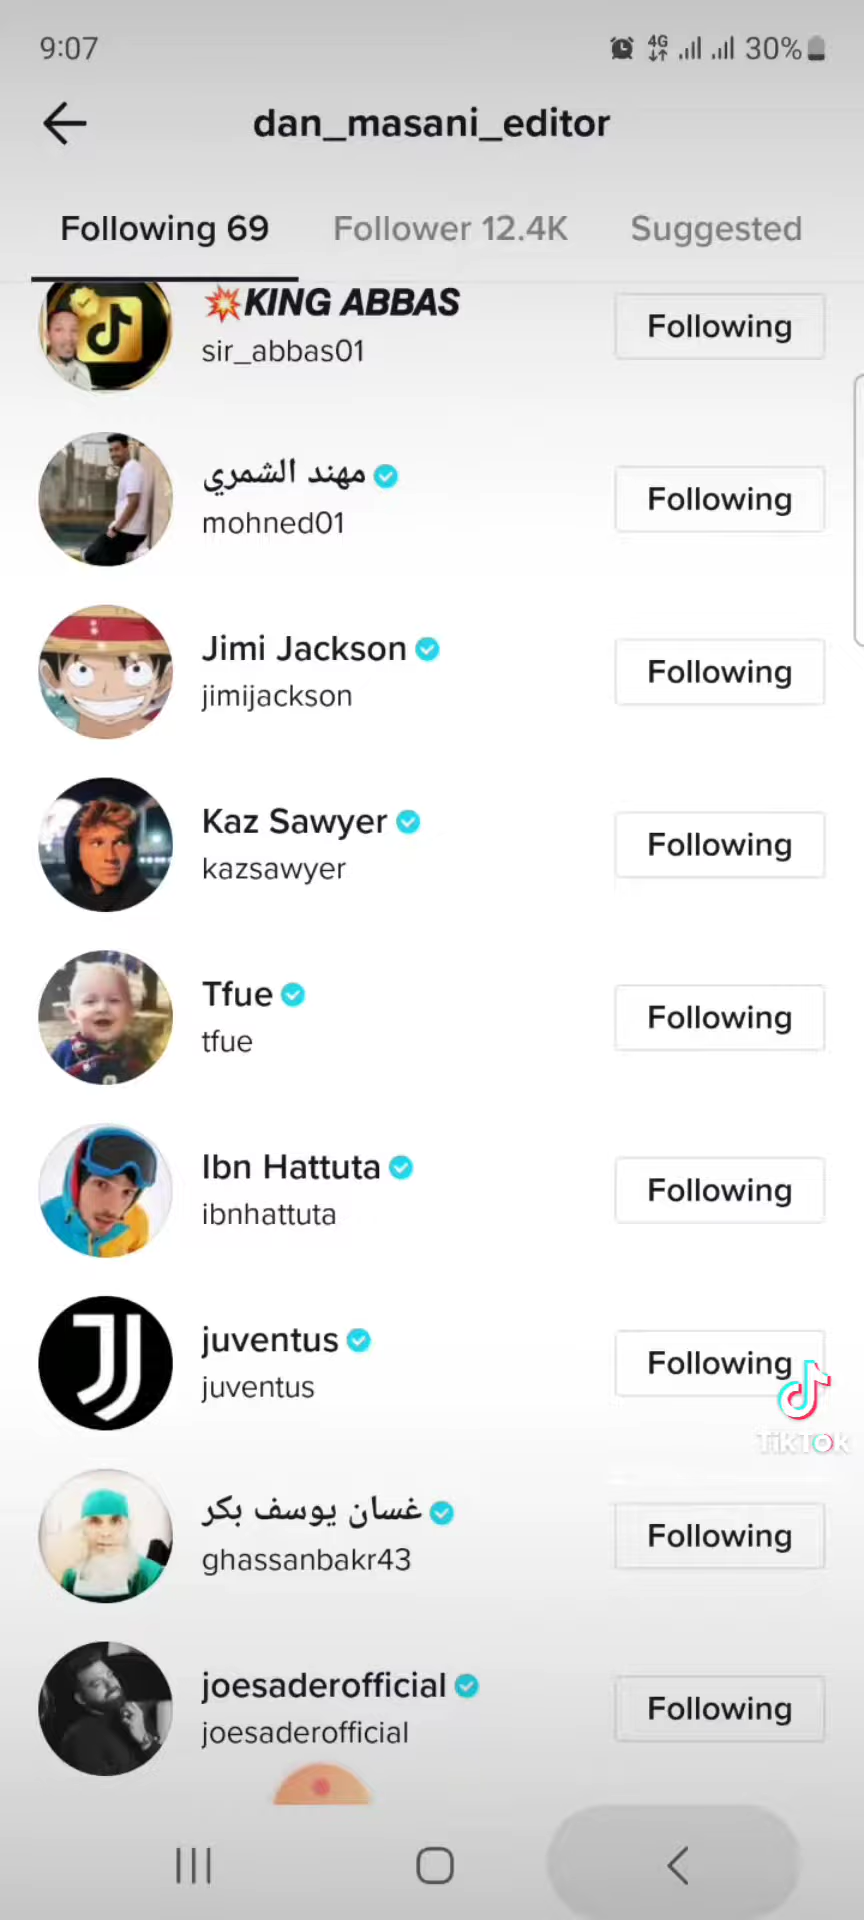 9:07 4G 30%
dan_masani_editor
Following 69 Follower 12.4K Suggested
💥KING ABBAS
sir_abbas01
Following
مهند الشمري
mohned01
Following
Jimi Jackson
jimijackson
Following
Kaz Sawyer
kazsawyer
Following
Tfue
tfue
Following
Ibn Hattuta
ibnhattuta
Following
juventus
juventus
Following
TikTok
غسان يوسف بكر
ghassanbakr43
Following
joesaderofficial
joesaderofficial
Following